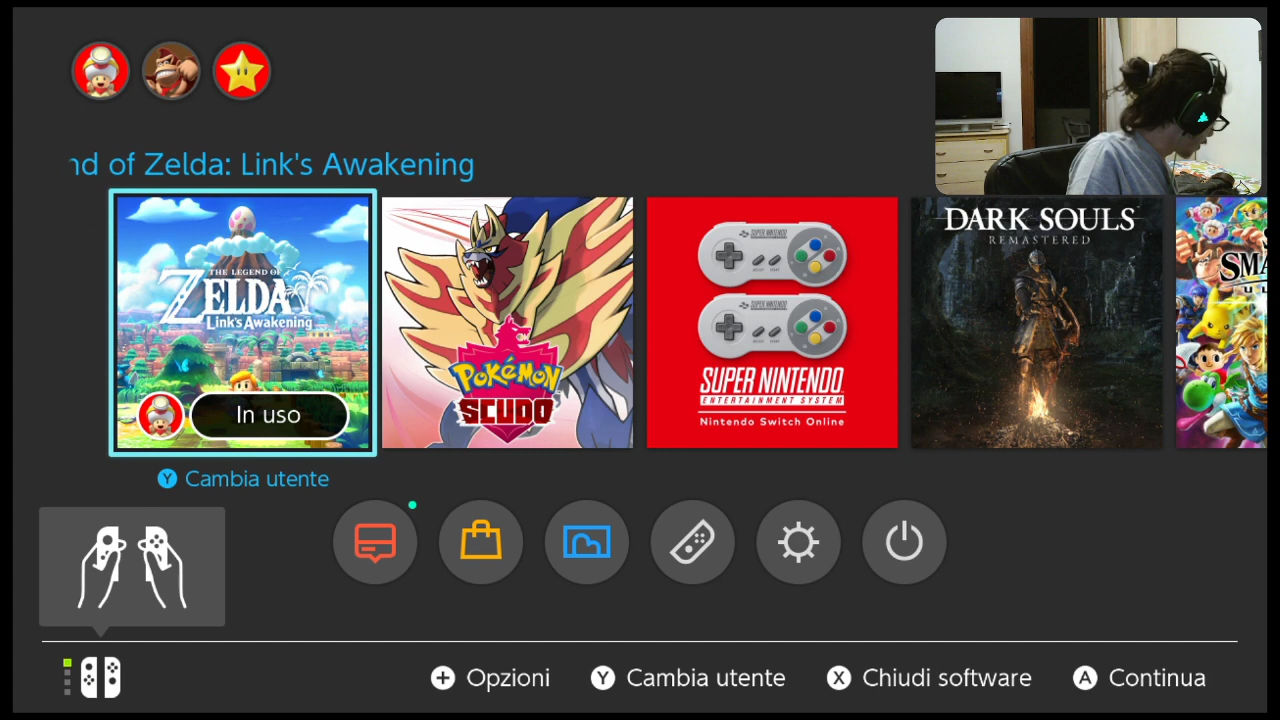 nd of Zelda: Link's Awakening
THE LEGEND OF
ZELDA
Link's Awakening
In uso
Y Cambia utente
POKéMON
SCUDO
SUPER NINTENDO
ENTERTAINMENT SYSTEM
Nintendo Switch Online
DARK SOULS
REMASTERED
SMA
+ Opzioni
Y Cambia utente
X Chiudi software
A Continua